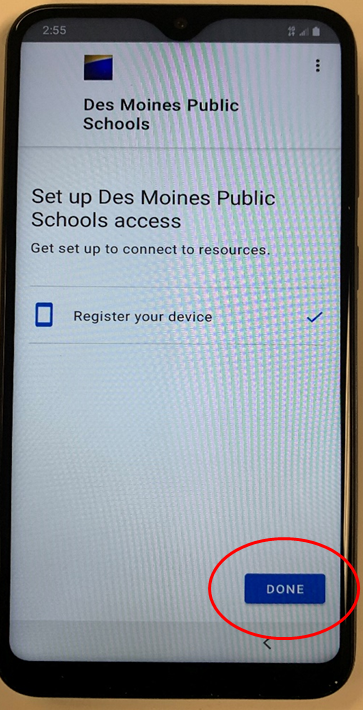 2:55
Des Moines Public
Schools
Set up Des Moines Public
Schools access
Get set up to connect to resources.
Register your device
DONE